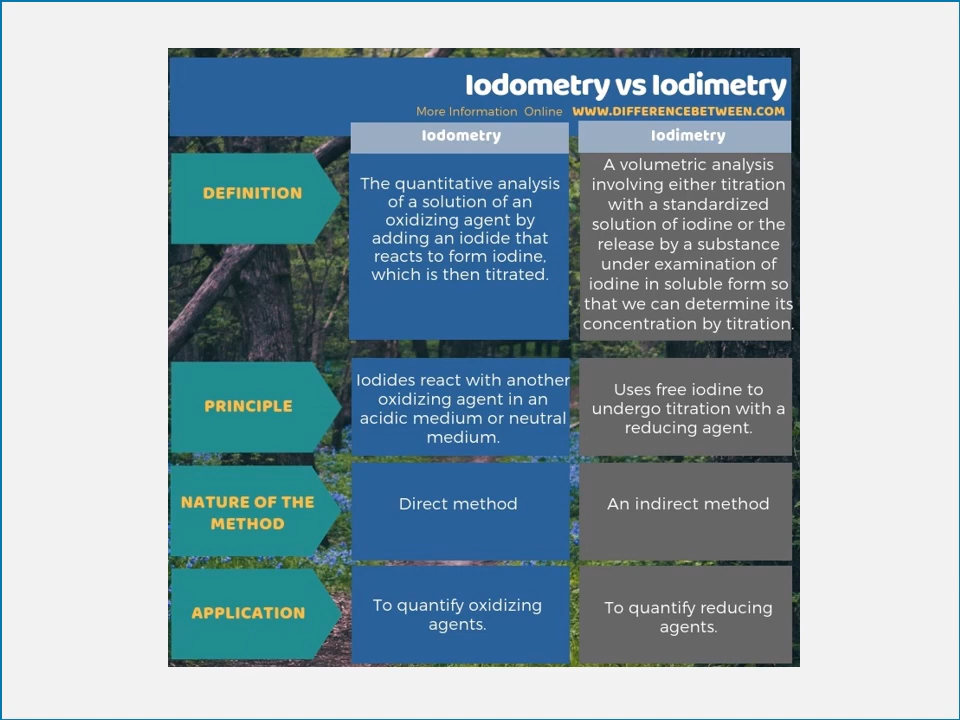 Iodometry vs Iodimetry
More Information Online WWW.DIFFERENCEBETWEEN.COM
Iodometry
Iodimetry
DEFINITION
The quantitative analysis
of a solution of an
oxidizing agent by
adding an iodide that
reacts to form iodine,
which is then titrated.
A volumetric analysis
involving either titration
with a standardized
solution of iodine or the
release by a substance
under examination of
iodine in soluble form so
that we can determine its
concentration by titration.
PRINCIPLE
Iodides react with another
oxidizing agent in an
acidic medium or neutral
medium.
Uses free iodine to
undergo titration with a
reducing agent.
NATURE OF THE
METHOD
Direct method
An indirect method
APPLICATION
To quantify oxidizing
agents.
To quantify reducing
agents.